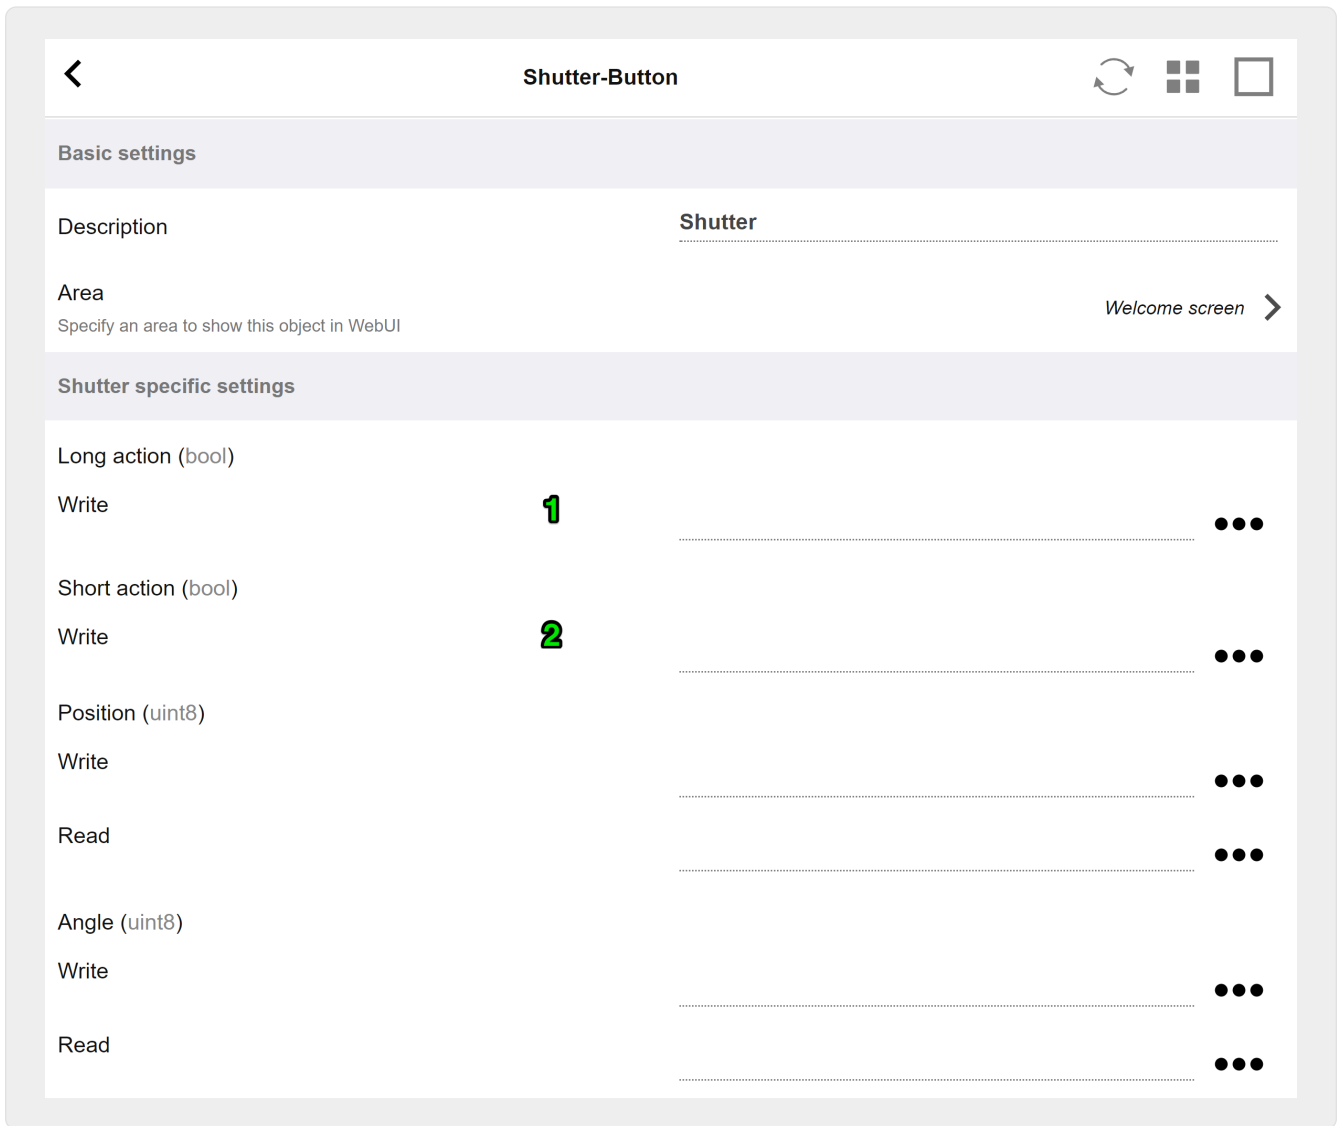 Shutter-Button
Basic settings
Description
Shutter
Area
Specify an area to show this object in WebUI
Welcome screen
Shutter specific settings
Long action (bool)
Write
1
Short action (bool)
Write
2
Position (uint8)
Write
Read
Angle (uint8)
Write
Read